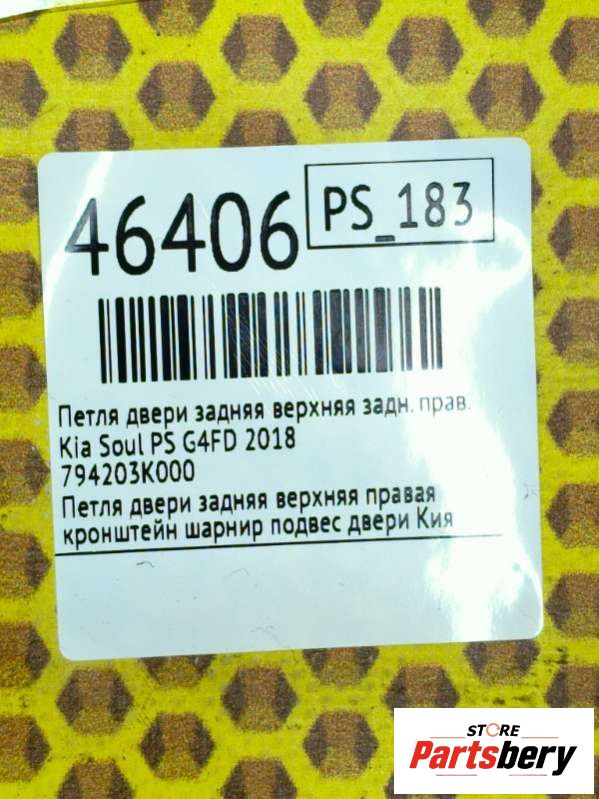 46406
PS_183
Петля двери задняя верхняя задн. прав.
Kia Soul PS G4FD 2018
794203K000
Петля двери задняя верхняя правая
кронштейн шарнир подвес двери Кия
STORE
Partsbery